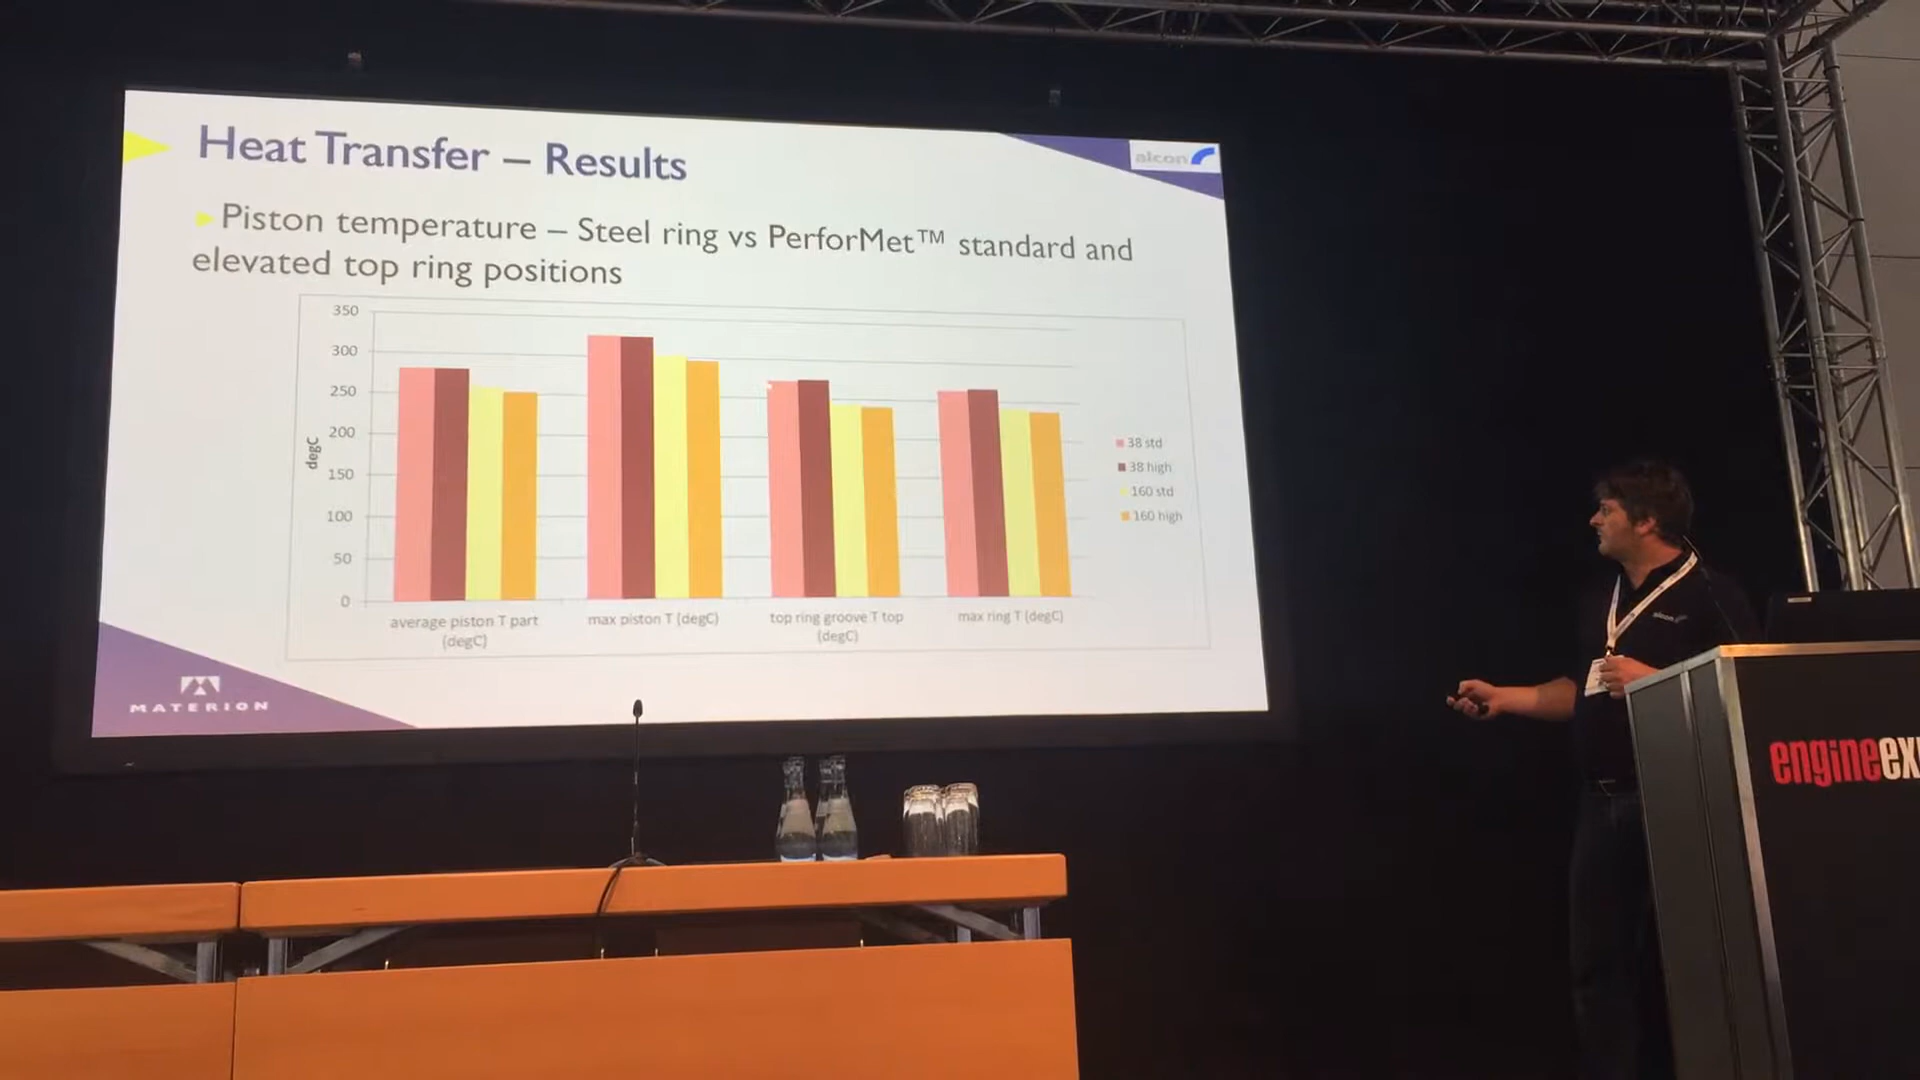 Heat Transfer – Results
alcon
Piston temperature – Steel ring vs PerforMet™ standard and
elevated top ring positions
350
300
250
200
150
100
50
0
degC
average piston T part
(degC)
max piston T (degC)
top ring groove T top
(degC)
max ring T (degC)
38 std
38 high
160 std
160 high
MATERION
alcon
engineex